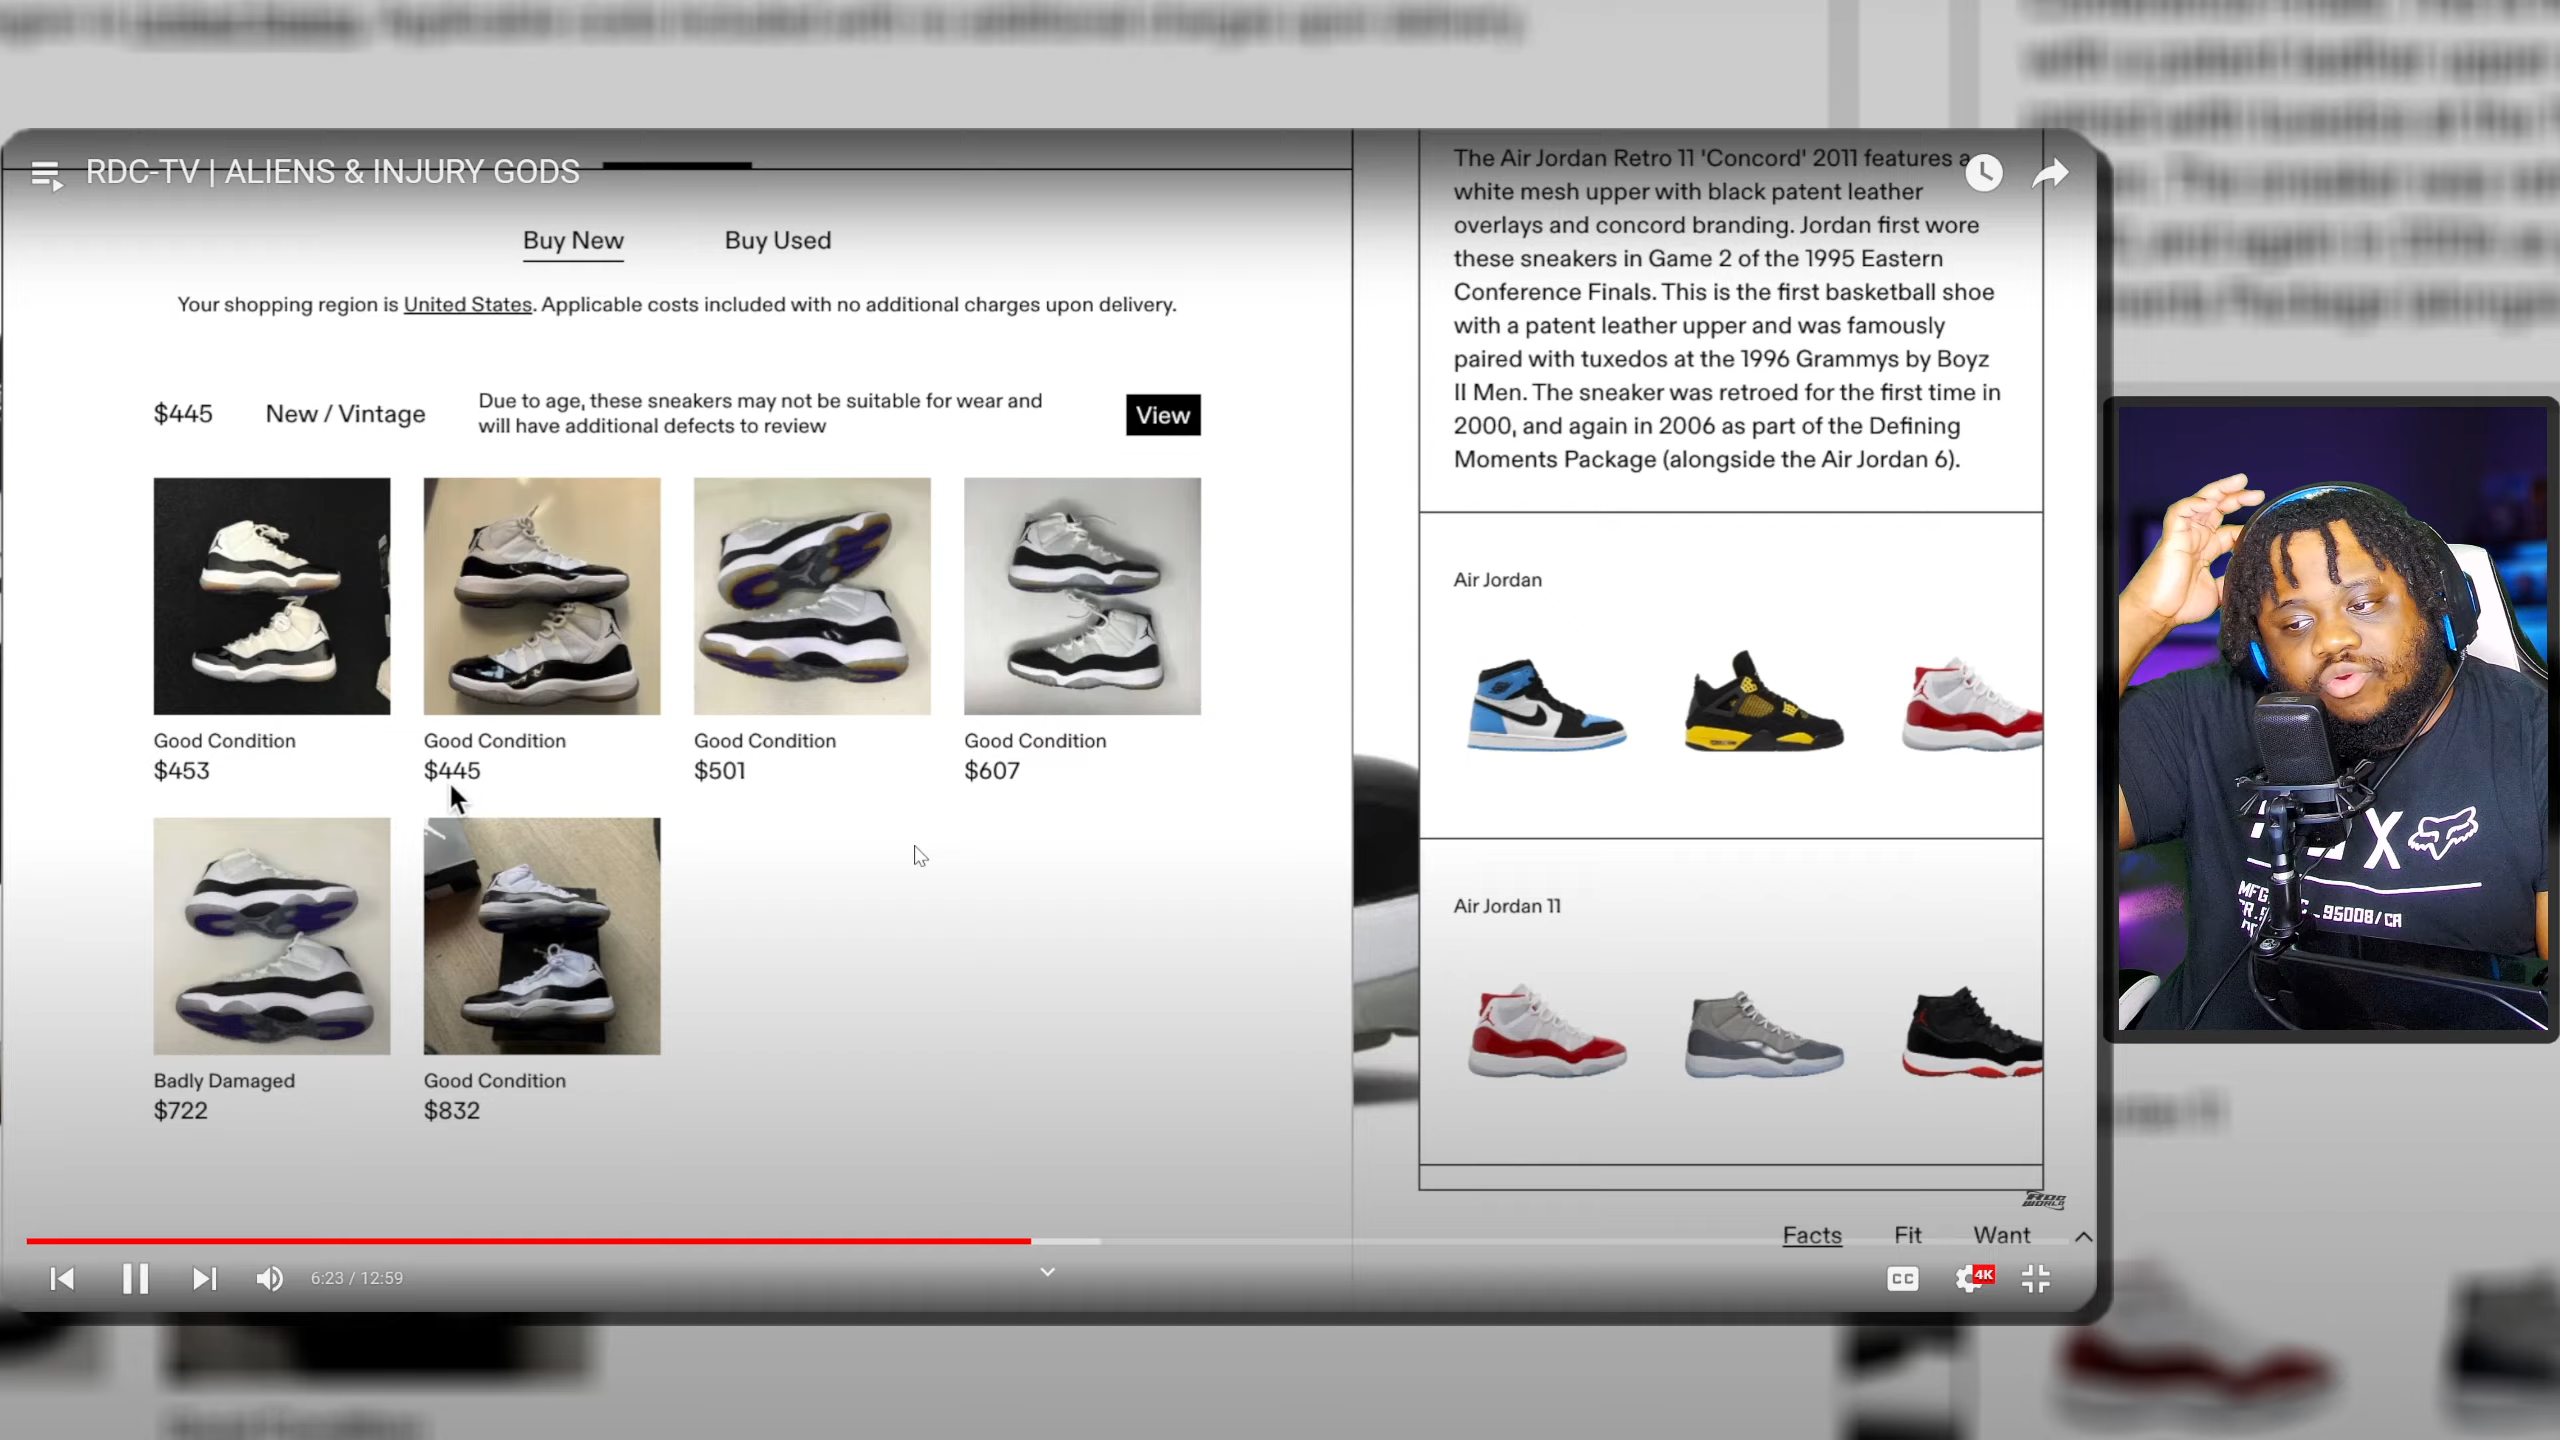 RDC-TV | ALIENS & INJURY GODS
Buy New
Buy Used
Your shopping region is United States. Applicable costs included with no additional charges upon delivery.
$445
New / Vintage
Due to age, these sneakers may not be suitable for wear and
will have additional defects to review
View
Good Condition
$453
Good Condition
$445
Good Condition
$501
Good Condition
$607
Badly Damaged
$722
Good Condition
$832
The Air Jordan Retro 11 'Concord' 2011 features a
white mesh upper with black patent leather
overlays and concord branding. Jordan first wore
these sneakers in Game 2 of the 1995 Eastern
Conference Finals. This is the first basketball shoe
with a patent leather upper and was famously
paired with tuxedos at the 1996 Grammys by Boyz
II Men. The sneaker was retroed for the first time in
2000, and again in 2006 as part of the Defining
Moments Package (alongside the Air Jordan 6).
Air Jordan
Air Jordan 11
RDC
WORLD
Facts
Fit
Want
6:23 / 12:59
CC
4K
X
MFG
95008/CA